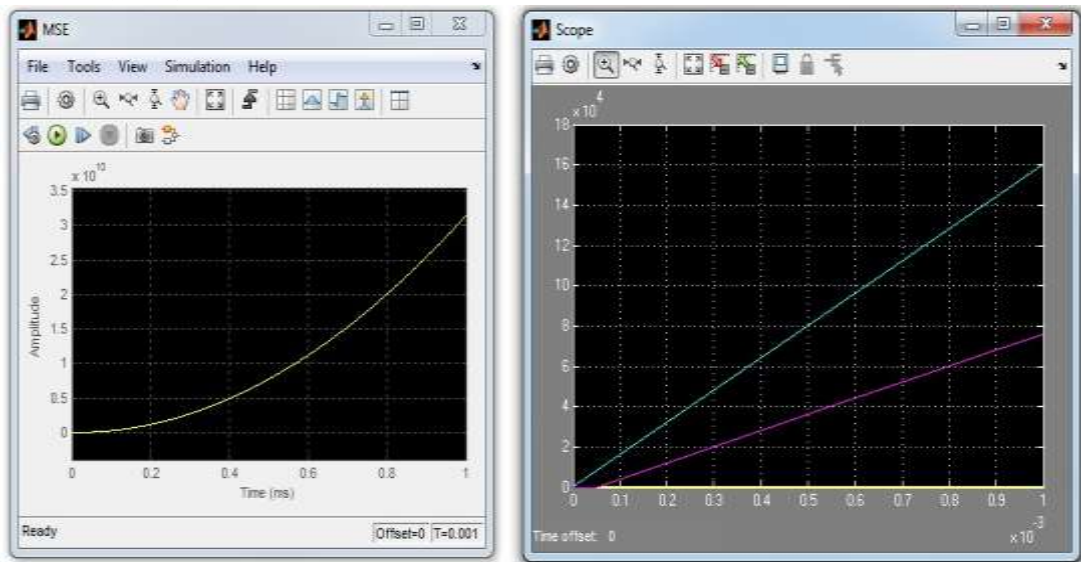 MSE
File Tools View Simulation Help
x 10^10
3.5
3
2.5
2
1.5
1
0.5
0
Amplitude
0 0.2 0.4 0.6 0.8 1
Time (ms)
Ready Offset=0 T=0.001
Scope
x 10^4
18
16
14
12
10
8
6
4
2
0
0 0.1 0.2 0.3 0.4 0.5 0.6 0.7 0.8 0.9 1
x 10^-3
Time offset: 0